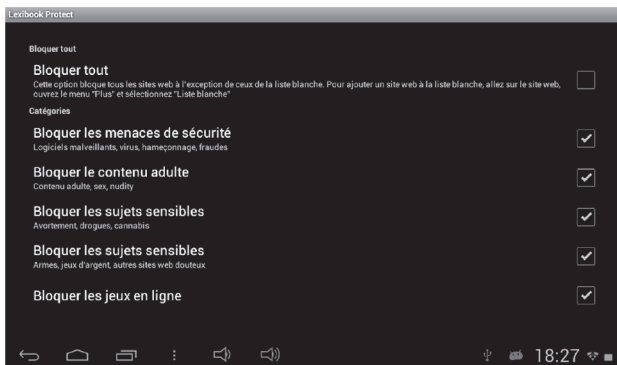 Lexibook Protect
Bloquer tout
Bloquer tout
Cette option bloque tous les sites web à l'exception de ceux de la liste blanche. Pour ajouter un site web à la liste blanche, allez sur le site web,
ouvrez le menu "Plus" et sélectionnez "Liste blanche"
Catégories
Bloquer les menaces de sécurité
Logiciels malveillants, virus, hameçonnage, fraudes
Bloquer le contenu adulte
Contenu adulte, sex, nudity
Bloquer les sujets sensibles
Avortement, drogues, cannabis
Bloquer les sujets sensibles
Armes, jeux d'argent, autres sites web douteux
Bloquer les jeux en ligne
18:27